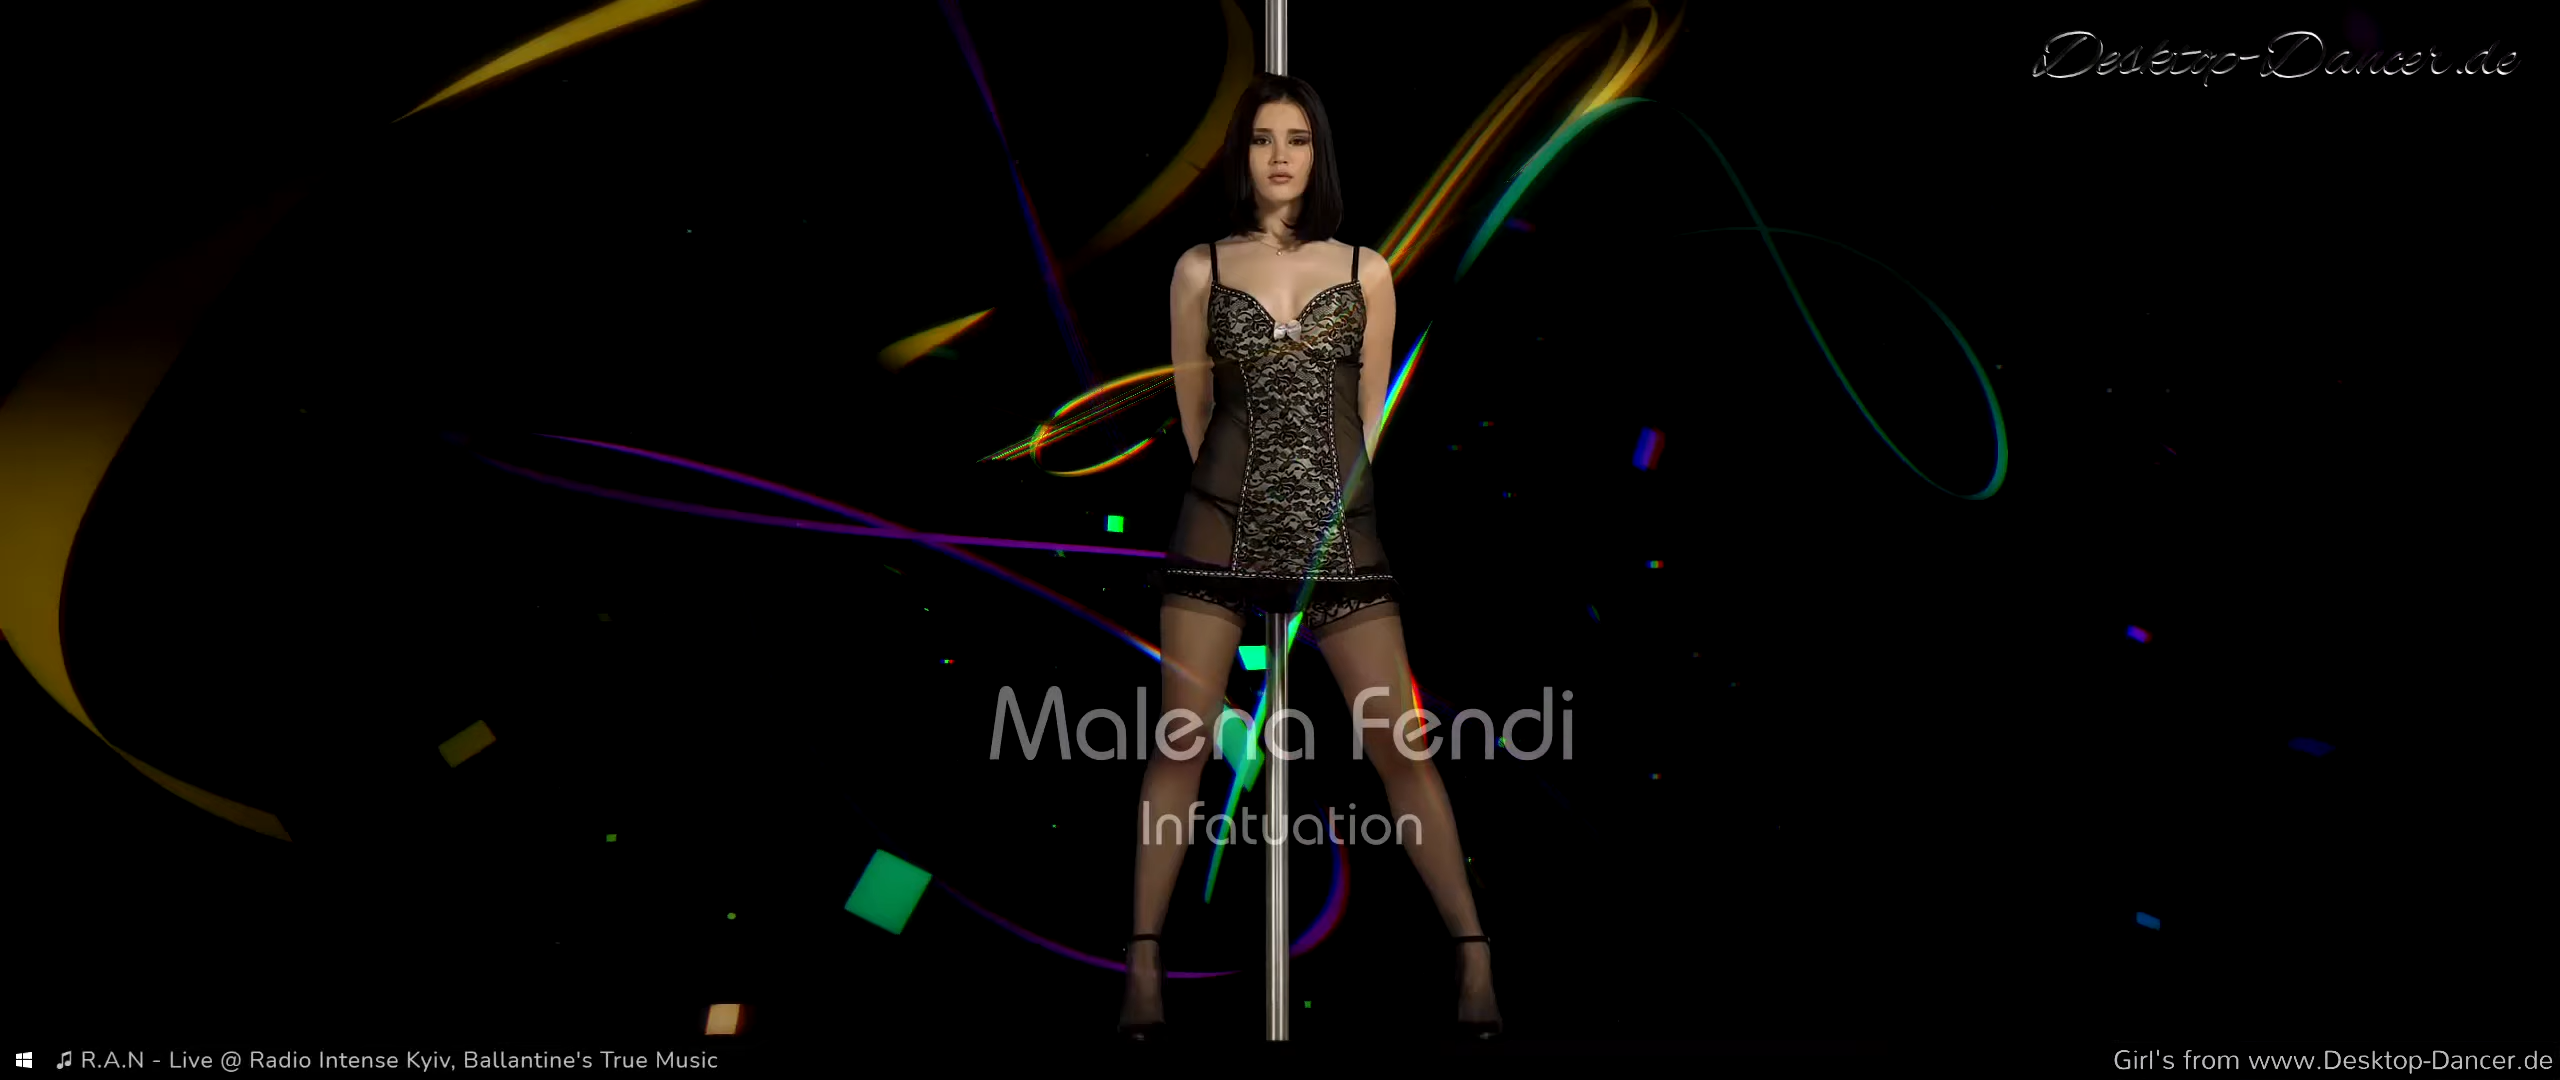 Desktop-Dancer.de
Malena Fendi
Infatuation
R.A.N - Live @ Radio Intense Kyiv, Ballantine's True Music
Girl's from www.Desktop-Dancer.de